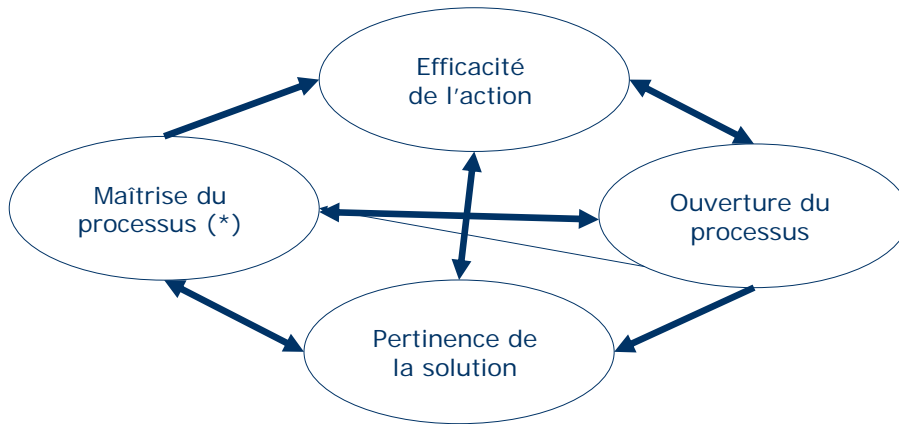 Efficacité
de l'action
Maîtrise du
processus (*)
Ouverture du
processus
Pertinence de
la solution